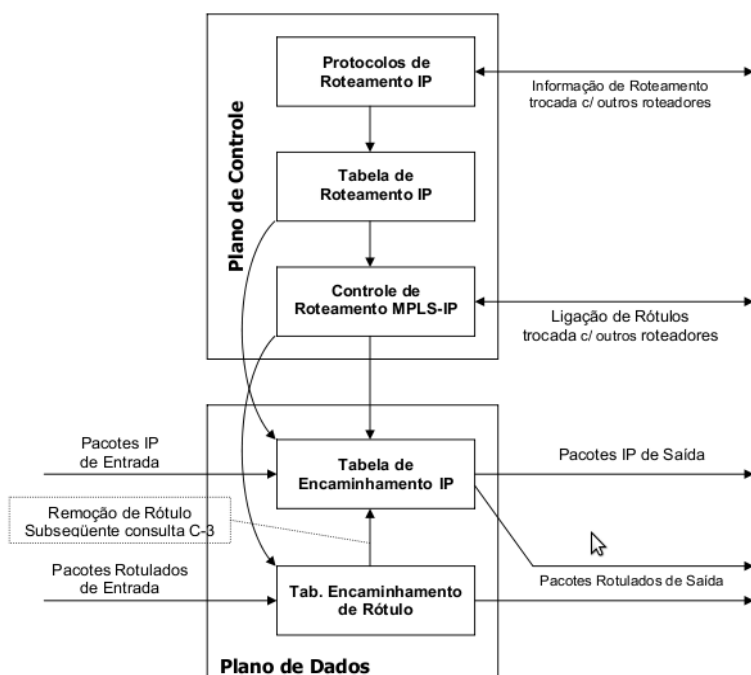 Plano de Controle
Protocolos de
Roteamento IP
Informação de Roteamento
trocada c/ outros roteadores
Tabela de
Roteamento IP
Controle de
Roteamento MPLS-IP
Ligação de Rótulos
trocada c/ outros roteadores
Pacotes IP
de Entrada
Tabela de
Encaminhamento IP
Pacotes IP de Saída
Remoção de Rótulo
Subseqüente consulta C-3
Pacotes Rotulados
de Entrada
Tab. Encaminhamento
de Rótulo
Pacotes Rotulados de Saída
Plano de Dados